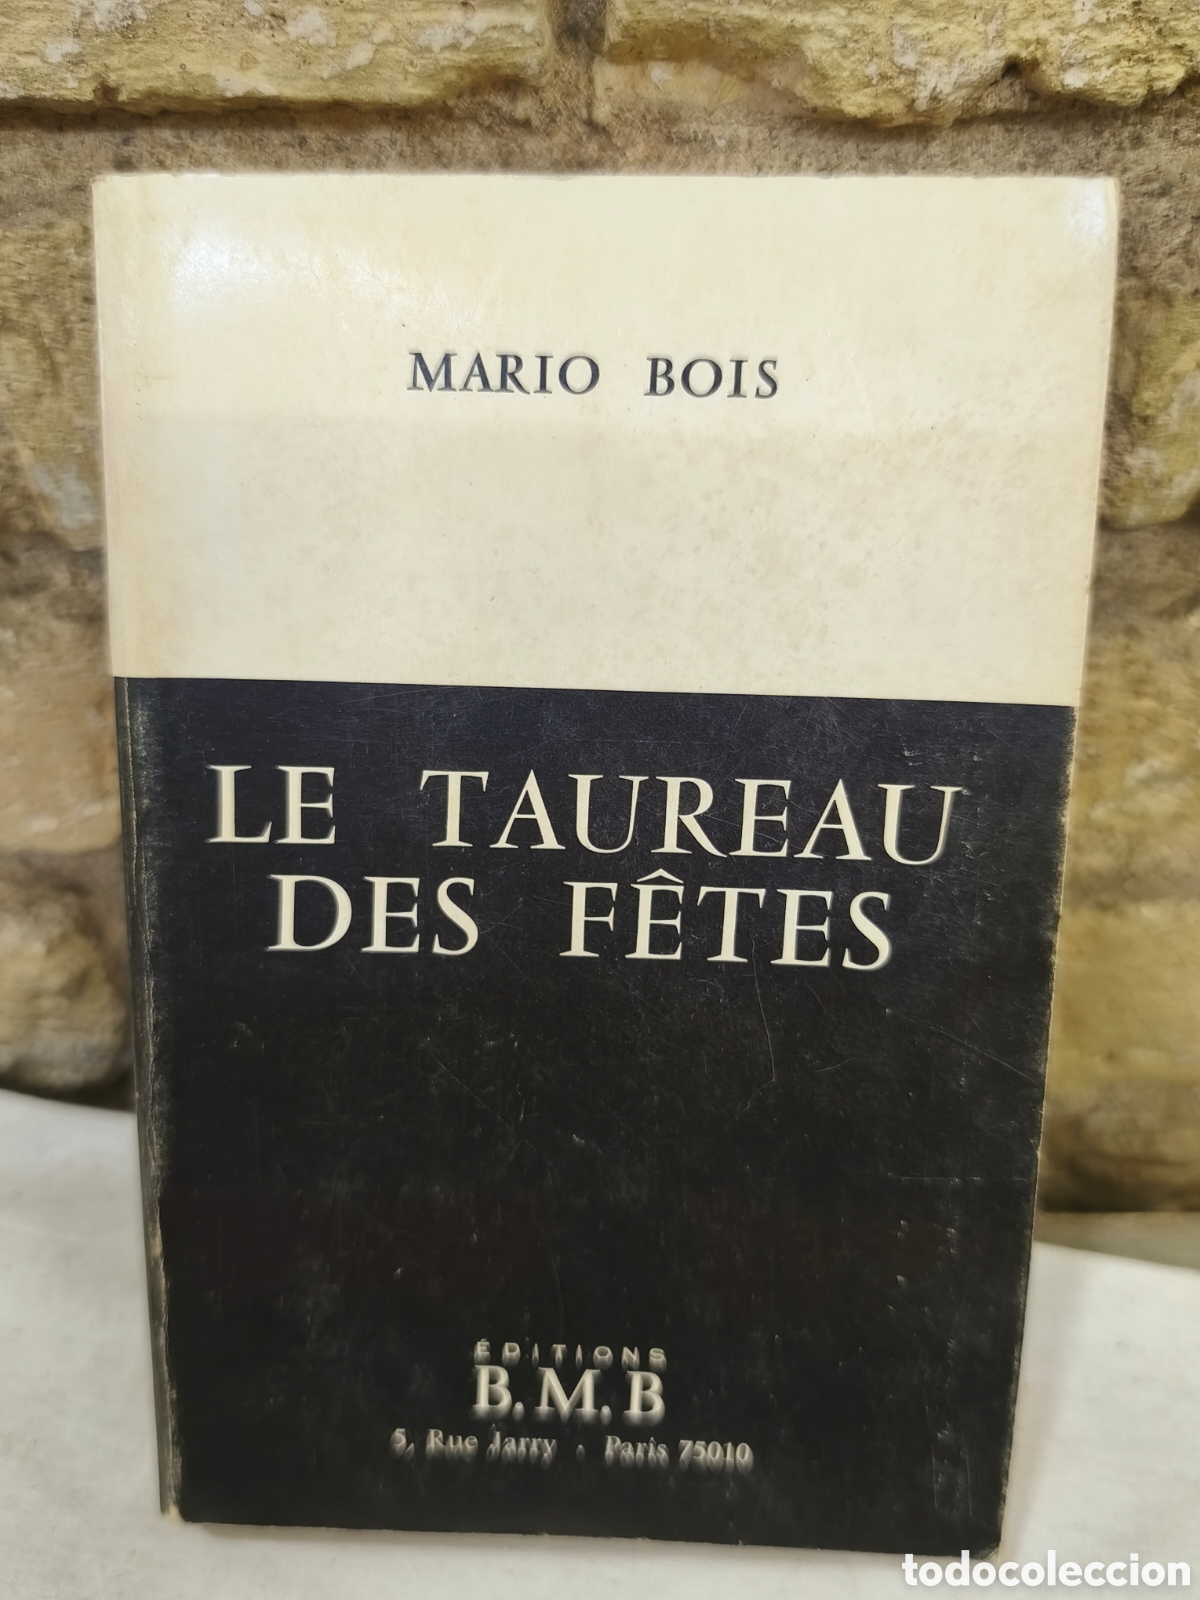 MARIO BOIS
LE TAUREAU
DES FÊTES
ÉDITIONS
B.M.B
5, Rue Jarry . Paris 75010
todocoleccion